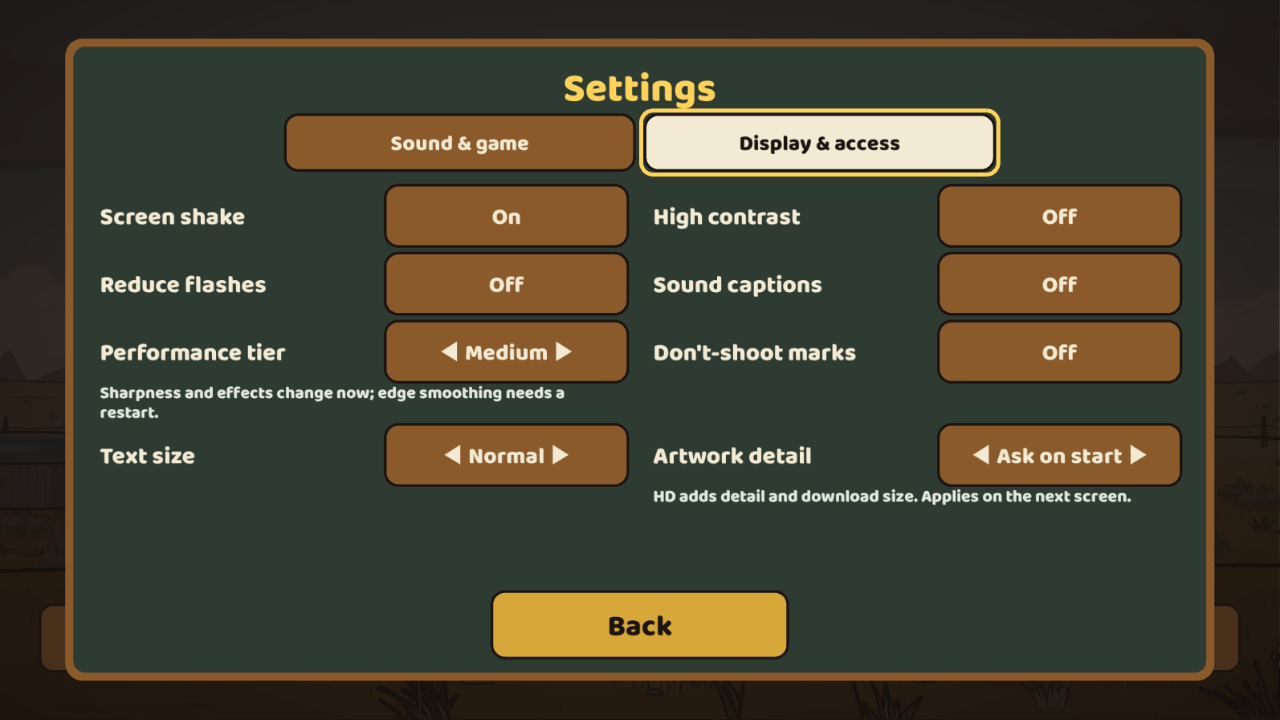 Settings
Sound & game
Display & access
Screen shake
On
High contrast
Off
Reduce flashes
Off
Sound captions
Off
Performance tier
◀ Medium ▶
Don't-shoot marks
Off
Sharpness and effects change now; edge smoothing needs a
restart.
Text size
◀ Normal ▶
Artwork detail
◀ Ask on start ▶
HD adds detail and download size. Applies on the next screen.
Back